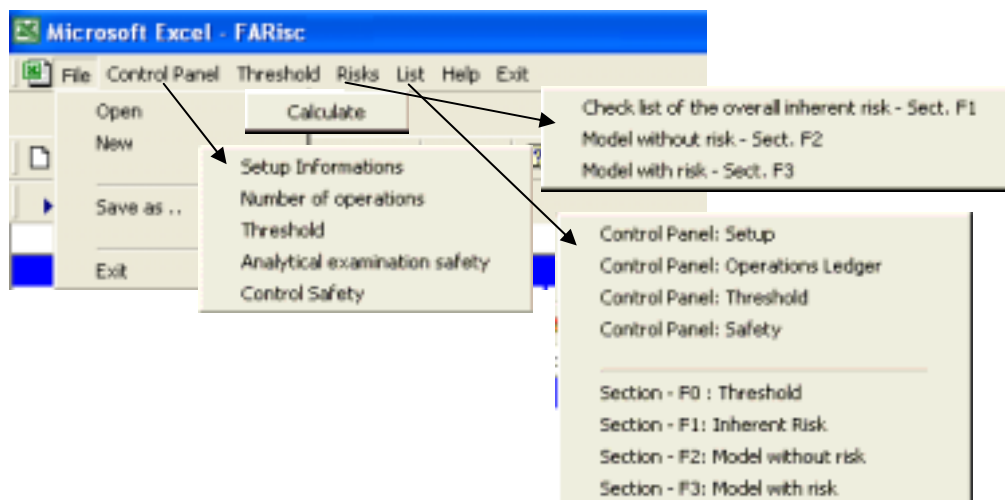 Microsoft Excel - FARisc
File Control Panel Threshold Risks List Help Exit
Open
New
Save as ..
Exit
Calculate
Setup Informations
Number of operations
Threshold
Analytical examination safety
Control Safety
Check list of the overall inherent risk - Sect. F1
Model without risk - Sect. F2
Model with risk - Sect. F3
Control Panel: Setup
Control Panel: Operations Ledger
Control Panel: Threshold
Control Panel: Safety
Section - F0 : Threshold
Section - F1: Inherent Risk
Section - F2: Model without risk
Section - F3: Model with risk